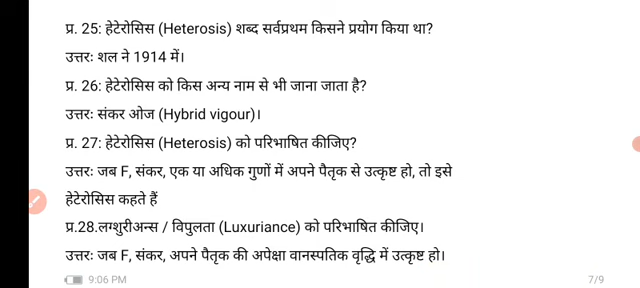 प्र. 25: हेटेरोसिस (Heterosis) शब्द सर्वप्रथम किसने प्रयोग किया था?
उत्तरः शल ने 1914 में।
प्र. 26: हेटेरोसिस को किस अन्य नाम से भी जाना जाता है?
उत्तरः संकर ओज (Hybrid vigour)।
प्र. 27: हेटेरोसिस (Heterosis) को परिभाषित कीजिए?
उत्तरः जब F, संकर, एक या अधिक गुणों में अपने पैतृक से उत्कृष्ट हो, तो इसे
हेटेरोसिस कहते हैं
प्र.28.लग्शुरीअन्स / विपुलता (Luxuriance) को परिभाषित कीजिए।
उत्तरः जब F, संकर, अपने पैतृक की अपेक्षा वानस्पतिक वृद्धि में उत्कृष्ट हो।
9:06 PM 7/9